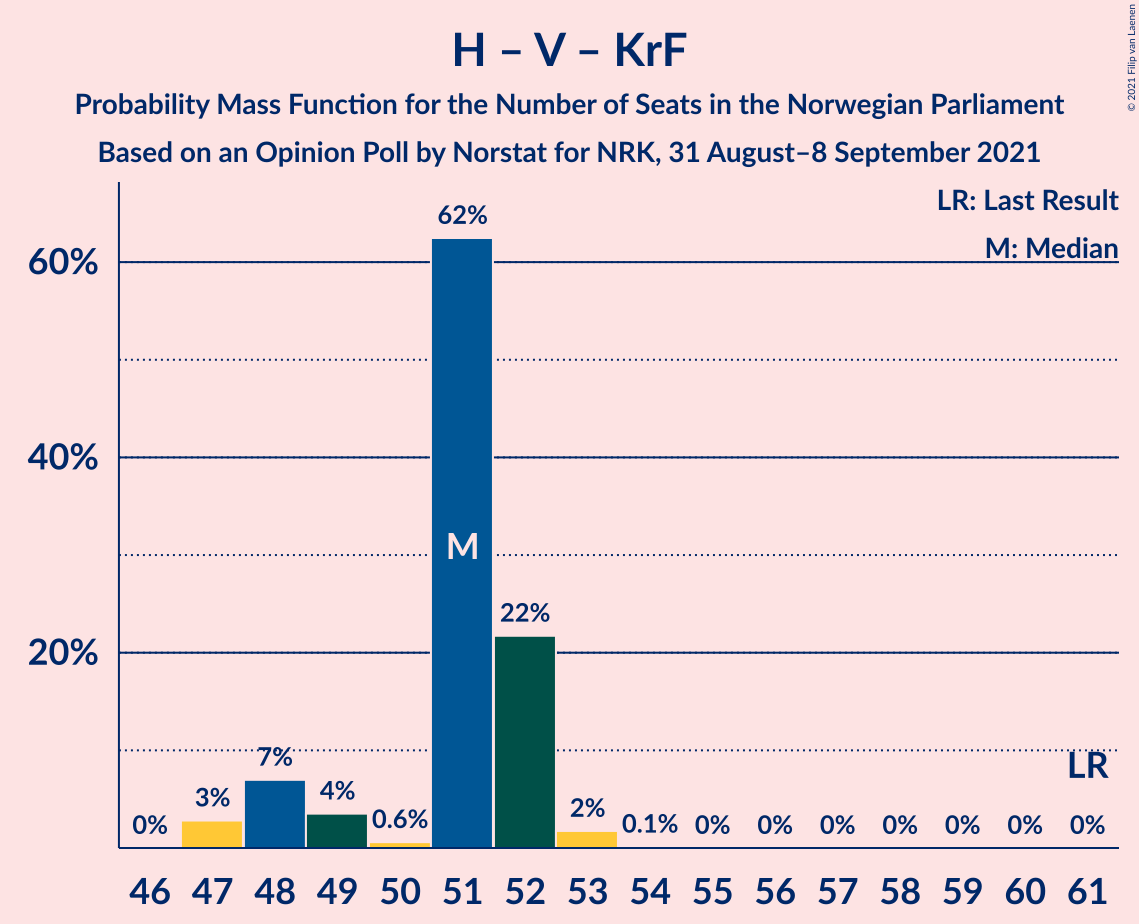 H – V – KrF
Probability Mass Function for the Number of Seats in the Norwegian Parliament
Based on an Opinion Poll by Norstat for NRK, 31 August–8 September 2021
© 2021 Filip van Laenen
LR: Last Result
M: Median
60%
40%
20%
0%
3%
7%
4%
0.6%
62%
M
22%
2%
0.1%
0%
0%
0%
0%
0%
0%
0%
LR
46 47 48 49 50 51 52 53 54 55 56 57 58 59 60 61